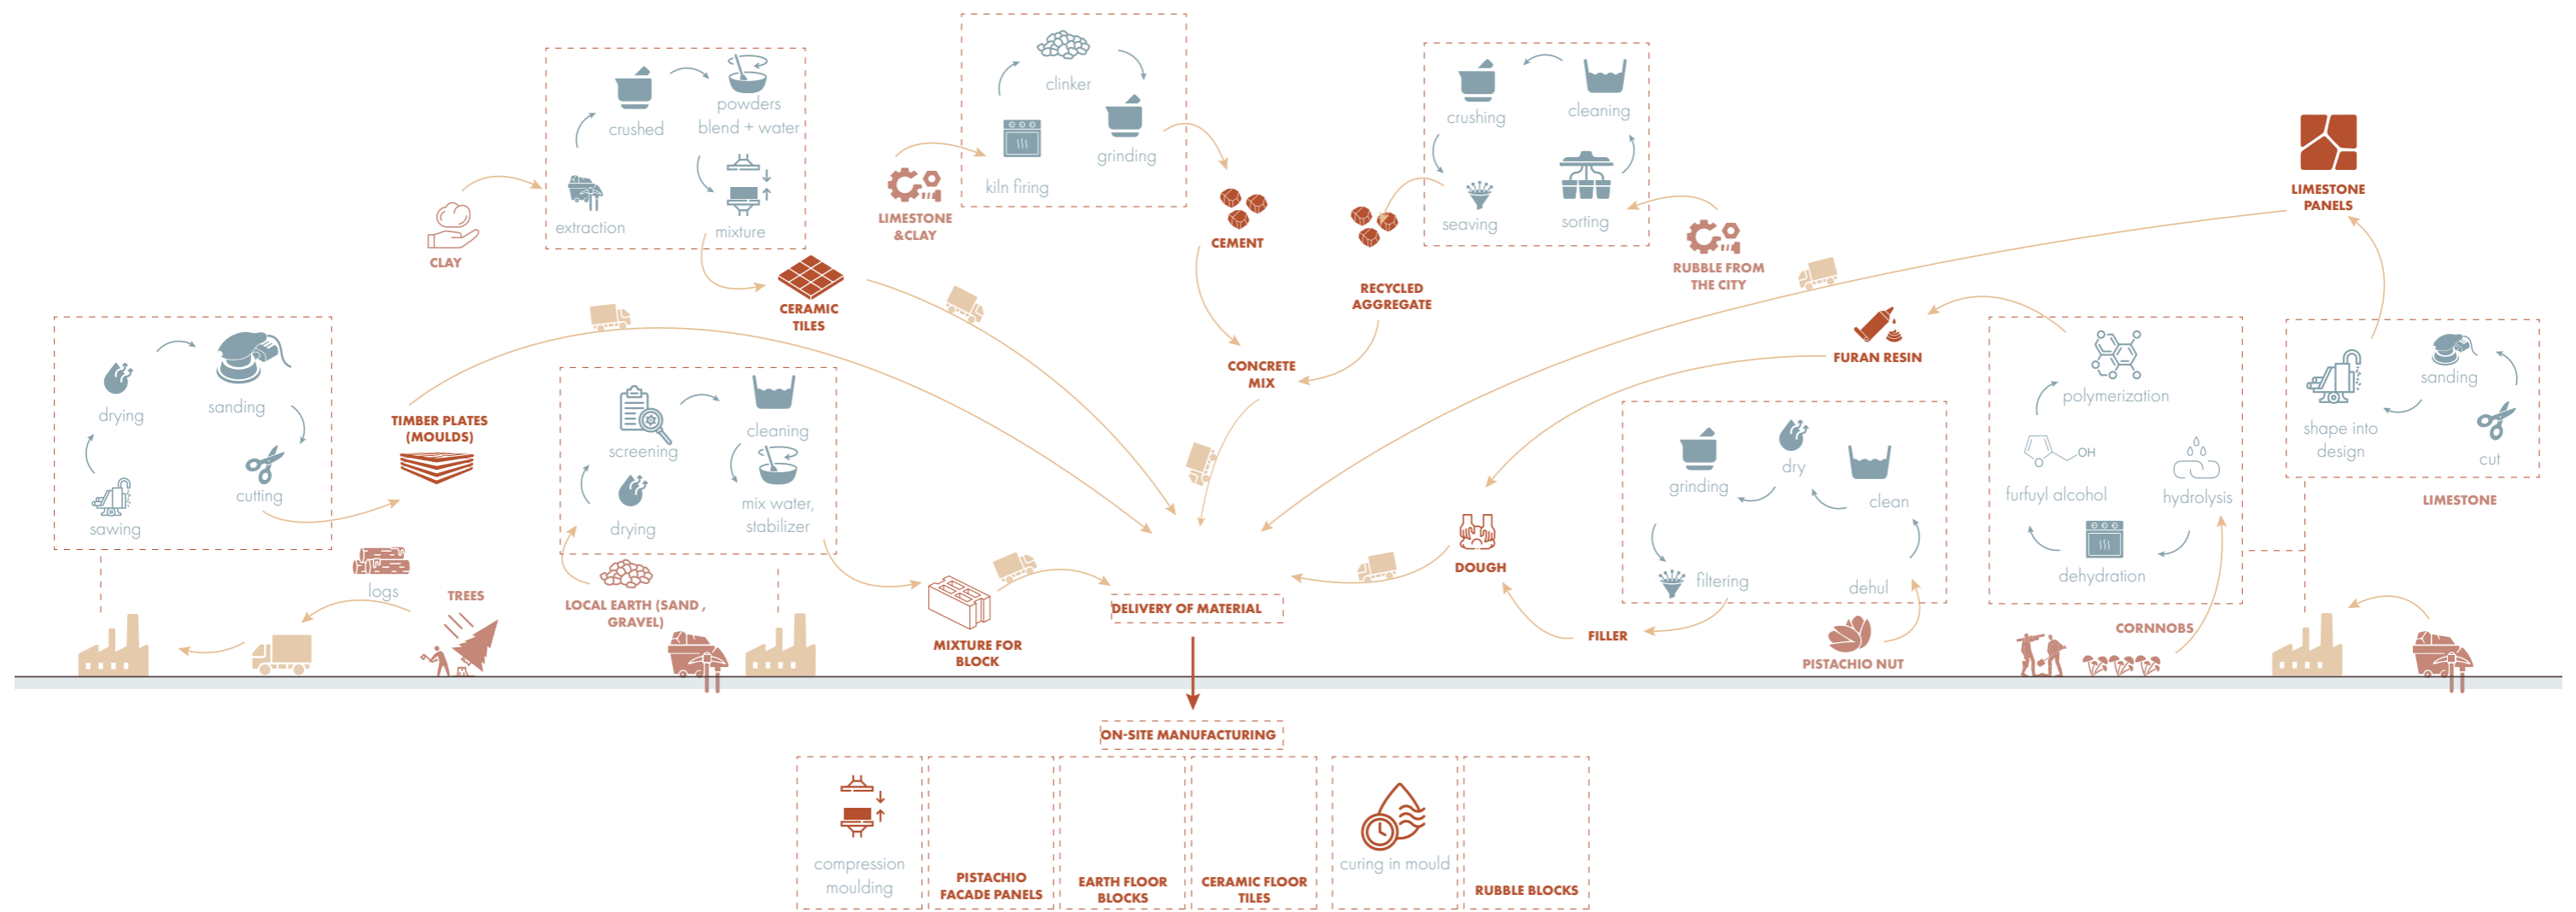 clinker
grinding
kiln firing
crushed
powders
blend + water
extraction
mixture
crushing
cleaning
seaving
sorting
CLAY
LIMESTONE
&CLAY
CEMENT
RECYCLED
AGGREGATE
RUBBLE FROM
THE CITY
LIMESTONE
PANELS
CERAMIC
TILES
CONCRETE
MIX
FURAN RESIN
drying
sanding
sawing
cutting
TIMBER PLATES
(MOULDS)
screening
cleaning
drying
mix water,
stabilizer
grinding
dry
clean
filtering
dehul
polymerization
furfuyl alcohol
OH
hydrolysis
dehydration
sanding
shape into
design
cut
LIMESTONE
logs
TREES
LOCAL EARTH (SAND ,
GRAVEL)
MIXTURE FOR
BLOCK
DELIVERY OF MATERIAL
DOUGH
FILLER
PISTACHIO NUT
CORNNOBS
ON-SITE MANUFACTURING
compression
moulding
PISTACHIO
FACADE PANELS
EARTH FLOOR
BLOCKS
CERAMIC FLOOR
TILES
curing in mould
RUBBLE BLOCKS